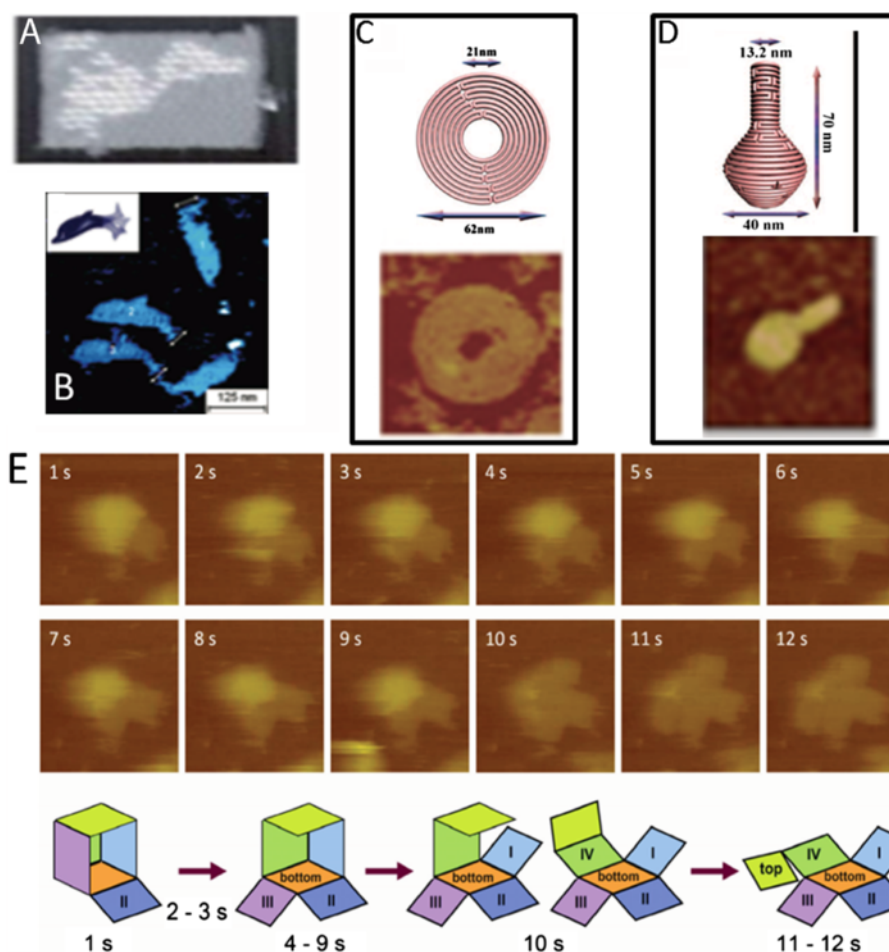 A
B
2
125 nm
C
21nm
62nm
D
13.2 nm
70 nm
40 nm
E
1 s
2 s
3 s
4 s
5 s
6 s
7 s
8 s
9 s
10 s
11 s
12 s
II
1 s
2 - 3 s
bottom
III
II
4 - 9 s
I
bottom
III
II
IV
I
bottom
III
II
10 s
top
IV
I
bottom
III
II
11 - 12 s